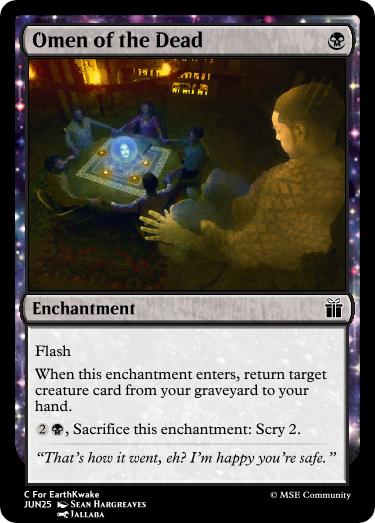 Omen of the Dead
Enchantment
Flash
When this enchantment enters, return target
creature card from your graveyard to your
hand.
2, Sacrifice this enchantment: Scry 2.
“That's how it went, eh? I'm happy you're safe.”
C For EarthKwake
JUN25 Sean Hargreaves
Jallaba
© MSE Community